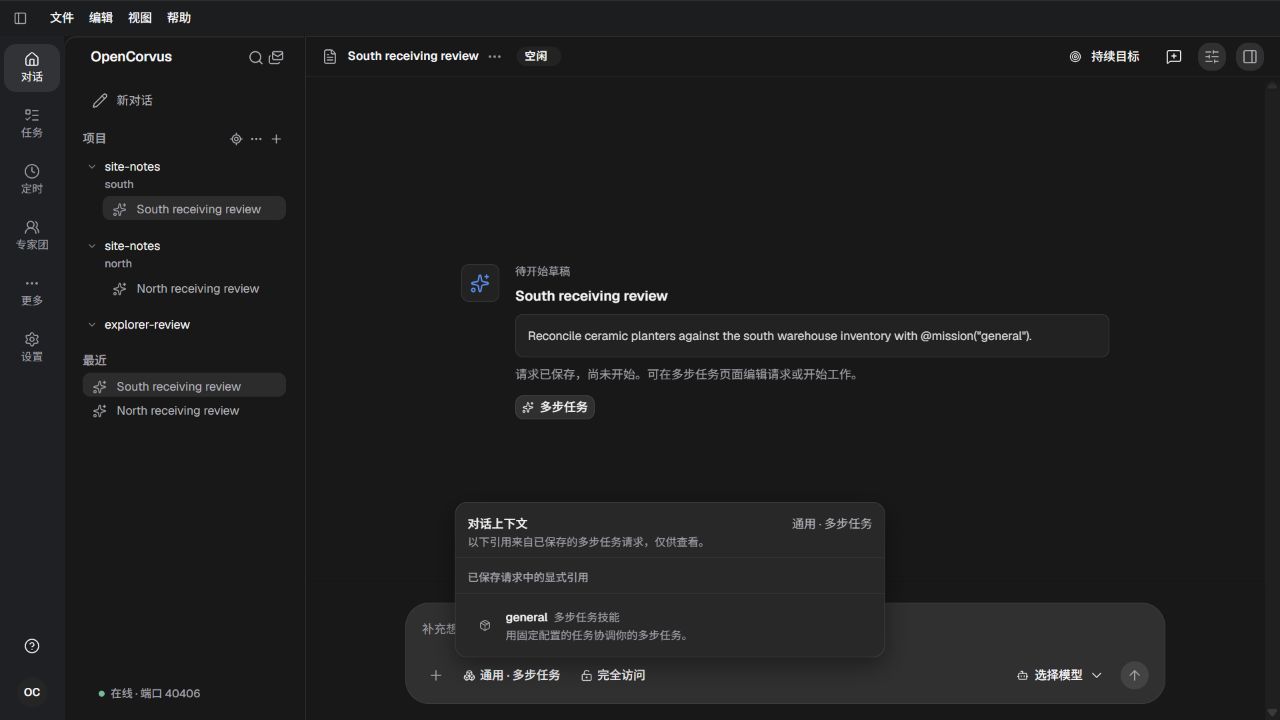 文件 编辑 视图 帮助
对话
任务
定时
专家团
更多
设置
OC
OpenCorvus
新对话
项目
site-notes
south
South receiving review
site-notes
north
North receiving review
explorer-review
最近
South receiving review
North receiving review
在线 · 端口 40406
South receiving review ··· 空闲
持续目标
待开始草稿
South receiving review
Reconcile ceramic planters against the south warehouse inventory with @mission("general").
请求已保存，尚未开始。可在多步任务页面编辑请求或开始工作。
多步任务
对话上下文 通用 · 多步任务
以下引用来自已保存的多步任务请求，仅供查看。
已保存请求中的显式引用
general 多步任务技能
用固定配置的任务协调你的多步任务。
补充想
通用 · 多步任务 完全访问 选择模型